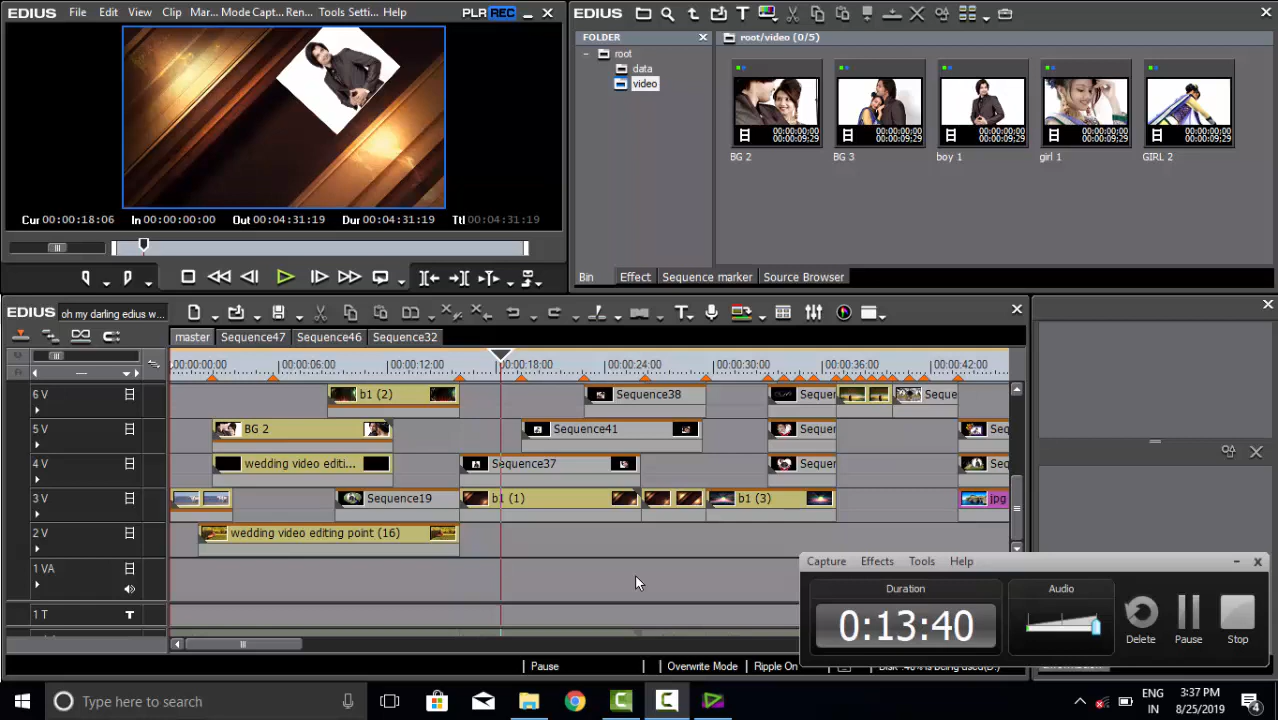 EDIUS File Edit View Clip Mar... Mode Capt... Ren... Tools Setti... Help PLR REC
Cur 00:00:18:06 In 00:00:00:00 Out 00:04:31:19 Dur 00:04:31:19 Ttl 00:04:31:19
EDIUS
FOLDER
root
data
video
root/video (0/5)
00:00:00:00 00:00:00:00 00:00:00:00 00:00:00:00 00:00:00:00
00:00:09;29 00:00:09;29 00:00:09;29 00:00:09;29 00:00:09;29
BG 2 BG 3 boy 1 girl 1 GIRL 2
Bin Effect Sequence marker Source Browser
EDIUS oh my darling edius w...
master Sequence47 Sequence46 Sequence32
00:00:00:00 00:00:06:00 00:00:12:00 00:00:18:00 00:00:24:00 00:00:30:00 00:00:36:00 00:00:42:00
6 V b1 (2) Sequence38 Sequer Seque
5 V BG 2 Sequence41 Sequer Seq
4 V wedding video editi... Sequence37 Sequer Seq
3 V Sequence19 b1 (1) b1 (3) jpg
2 V wedding video editing point (16)
1 VA
1 T T
Pause Overwrite Mode Ripple On
Capture Effects Tools Help
Duration
0:13:40
Audio
Delete Pause Stop
Type here to search
ENG
IN
3:37 PM
8/25/2019
4